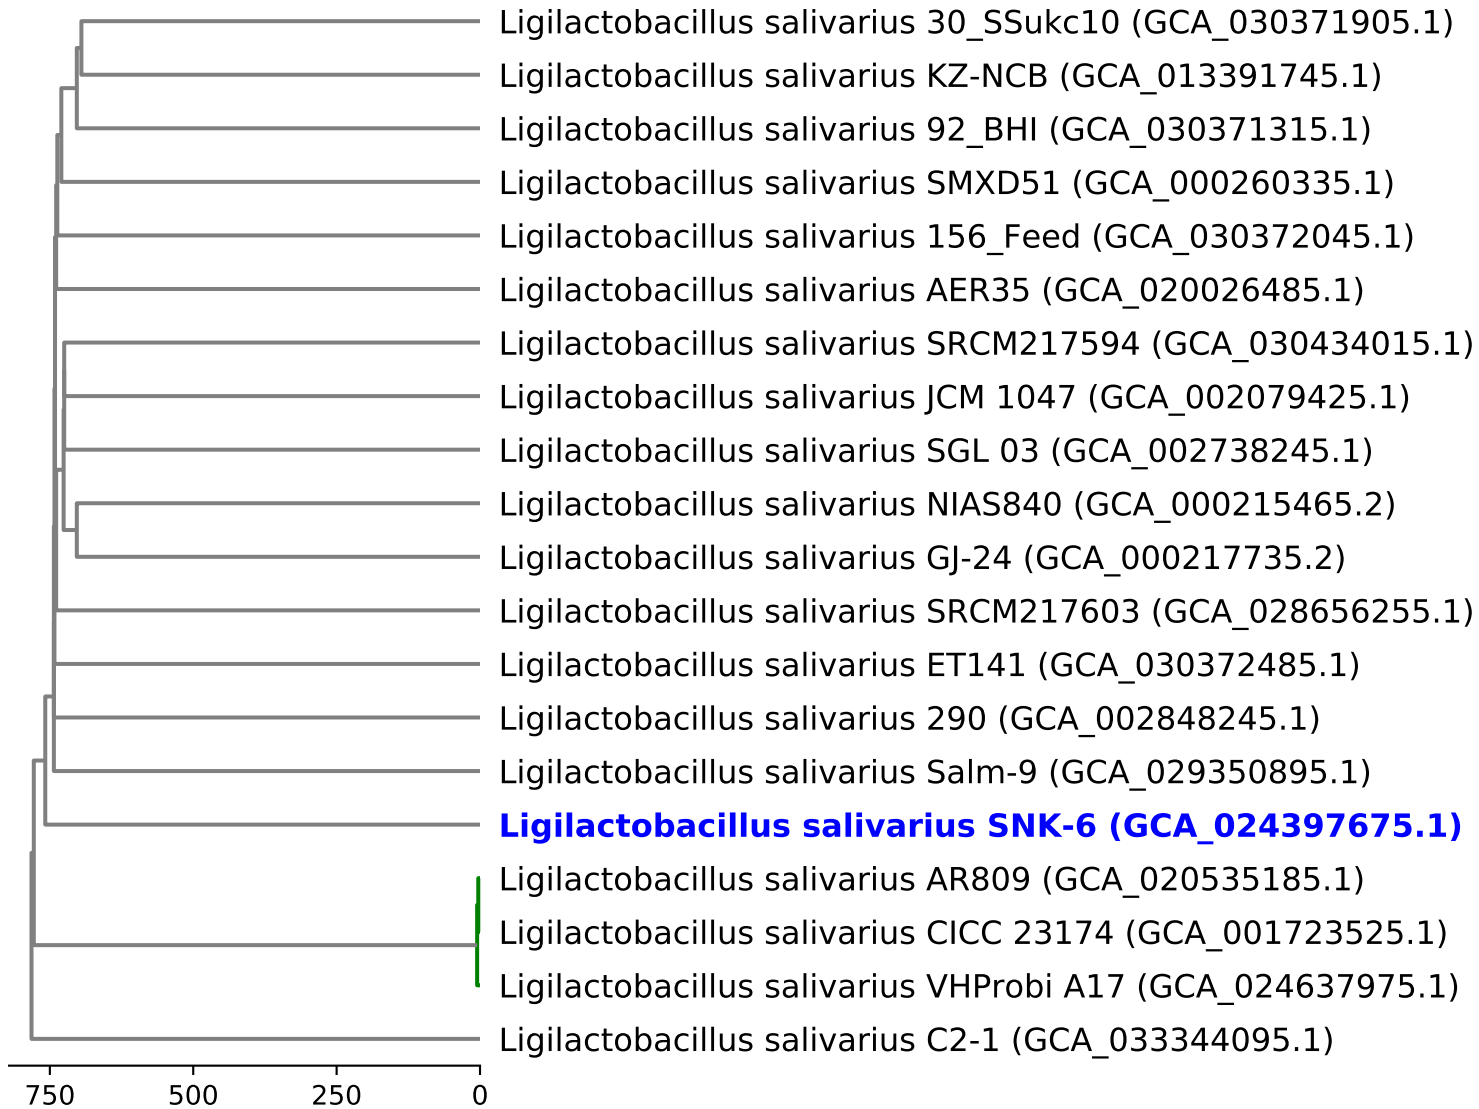 Ligilactobacillus salivarius 30_SSukc10 (GCA_030371905.1)
Ligilactobacillus salivarius KZ-NCB (GCA_013391745.1)
Ligilactobacillus salivarius 92_BHI (GCA_030371315.1)
Ligilactobacillus salivarius SMXD51 (GCA_000260335.1)
Ligilactobacillus salivarius 156_Feed (GCA_030372045.1)
Ligilactobacillus salivarius AER35 (GCA_020026485.1)
Ligilactobacillus salivarius SRCM217594 (GCA_030434015.1)
Ligilactobacillus salivarius JCM 1047 (GCA_002079425.1)
Ligilactobacillus salivarius SGL 03 (GCA_002738245.1)
Ligilactobacillus salivarius NIAS840 (GCA_000215465.2)
Ligilactobacillus salivarius GJ-24 (GCA_000217735.2)
Ligilactobacillus salivarius SRCM217603 (GCA_028656255.1)
Ligilactobacillus salivarius ET141 (GCA_030372485.1)
Ligilactobacillus salivarius 290 (GCA_002848245.1)
Ligilactobacillus salivarius Salm-9 (GCA_029350895.1)
Ligilactobacillus salivarius SNK-6 (GCA_024397675.1)
Ligilactobacillus salivarius AR809 (GCA_020535185.1)
Ligilactobacillus salivarius CICC 23174 (GCA_001723525.1)
Ligilactobacillus salivarius VHProbi A17 (GCA_024637975.1)
Ligilactobacillus salivarius C2-1 (GCA_033344095.1)
750 500 250 0